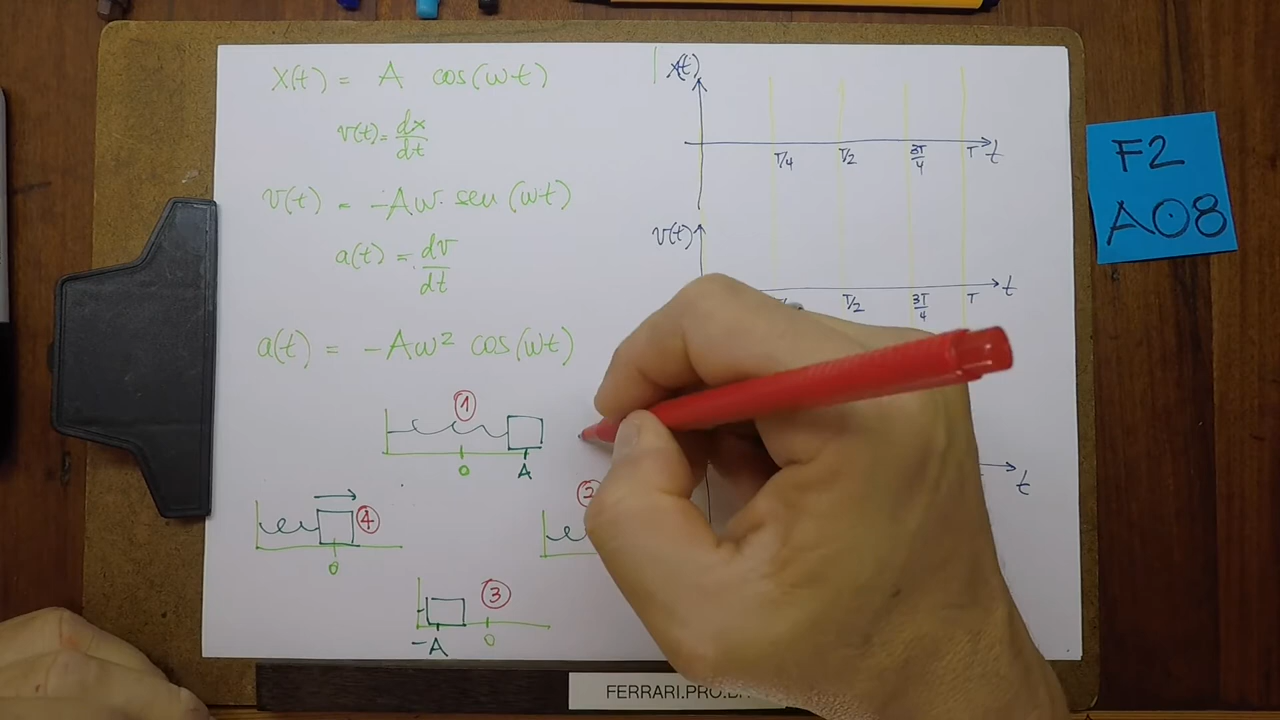 X(t) = A cos(ωt)
v(t) = dx/dt
v(t) = -Aω · sen (ωt)
a(t) = dv/dt
a(t) = -Aω² cos(ωt)
1
0 A
4
0
2
3
-A 0
X(t)
T/4 T/2 3T/4 T t
v(t)
T/2 3T/4 T t
t
F2
A08
FERRARI.PRO.B